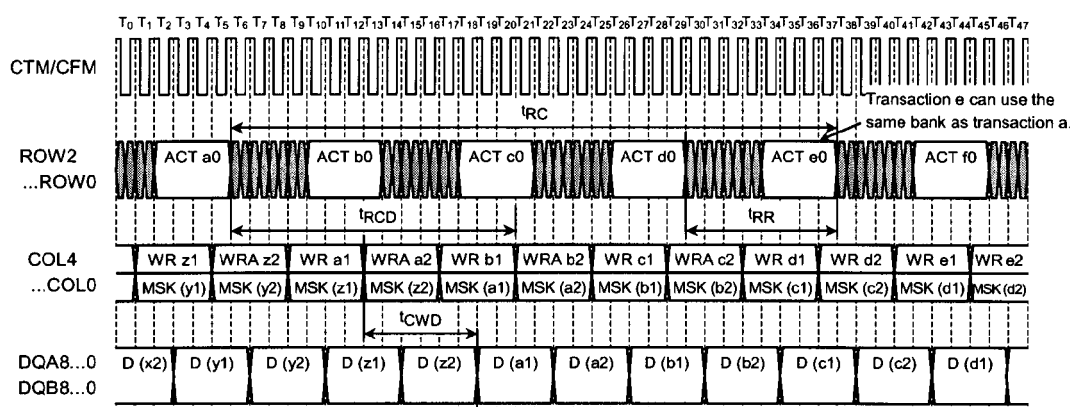 T0 T1 T2 T3 T4 T5 T6 T7 T8 T9 T10 T11 T12 T13 T14 T15 T16 T17 T18 T19 T20 T21 T22 T23 T24 T25 T26 T27 T28 T29 T30 T31 T32 T33 T34 T35 T36 T37 T38 T39 T40 T41 T42 T43 T44 T45 T46 T47
CTM/CFM
Transaction e can use the
same bank as transaction a.
tRC
ROW2
...ROW0
ACT a0 ACT b0 ACT c0 ACT d0 ACT e0 ACT f0
tRCD tRR
COL4
...COL0
WR z1 WRA z2 WR a1 WRA a2 WR b1 WRA b2 WR c1 WRA c2 WR d1 WR d2 WR e1 WR e2
MSK (y1) MSK (y2) MSK (z1) MSK (z2) MSK (a1) MSK (a2) MSK (b1) MSK (b2) MSK (c1) MSK (c2) MSK (d1) MSK (d2)
tCWD
DQA8...0
DQB8...0
D (x2) D (y1) D (y2) D (z1) D (z2) D (a1) D (a2) D (b1) D (b2) D (c1) D (c2) D (d1)